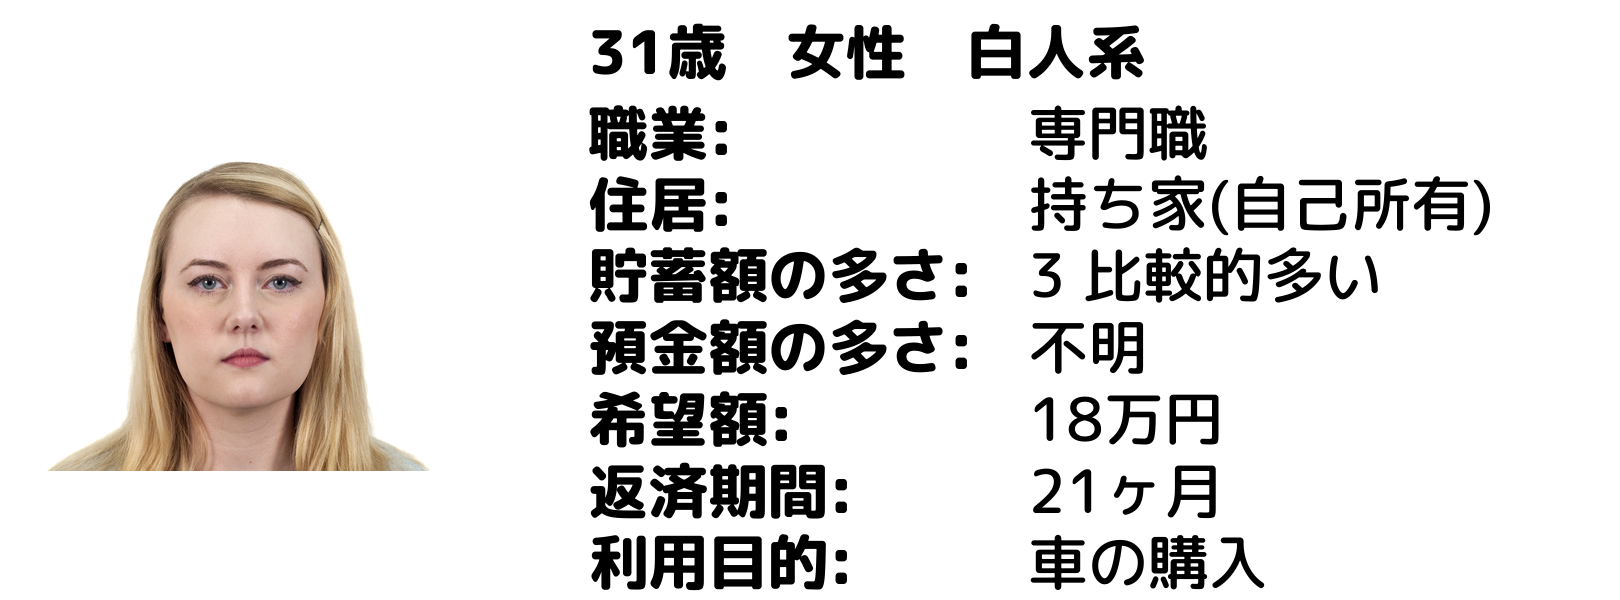 31歳　女性　白人系
職業: 専門職
住居: 持ち家(自己所有)
貯蓄額の多さ: 3 比較的多い
預金額の多さ: 不明
希望額: 18万円
返済期間: 21ヶ月
利用目的: 車の購入